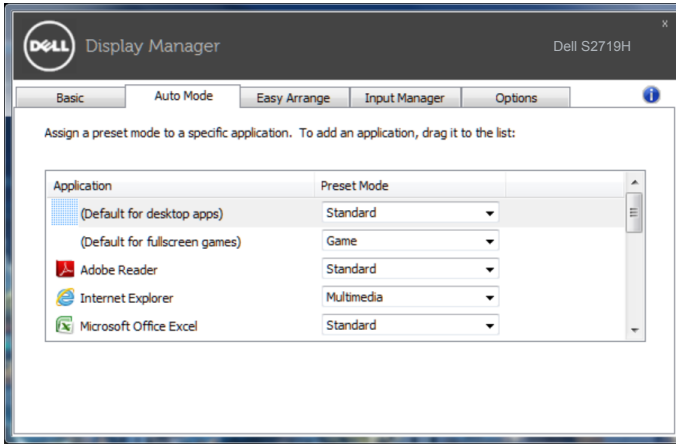 x
DELL Display Manager Dell S2719H
Basic Auto Mode Easy Arrange Input Manager Options i
Assign a preset mode to a specific application. To add an application, drag it to the list:
Application Preset Mode
(Default for desktop apps) Standard
(Default for fullscreen games) Game
Adobe Reader Standard
Internet Explorer Multimedia
Microsoft Office Excel Standard